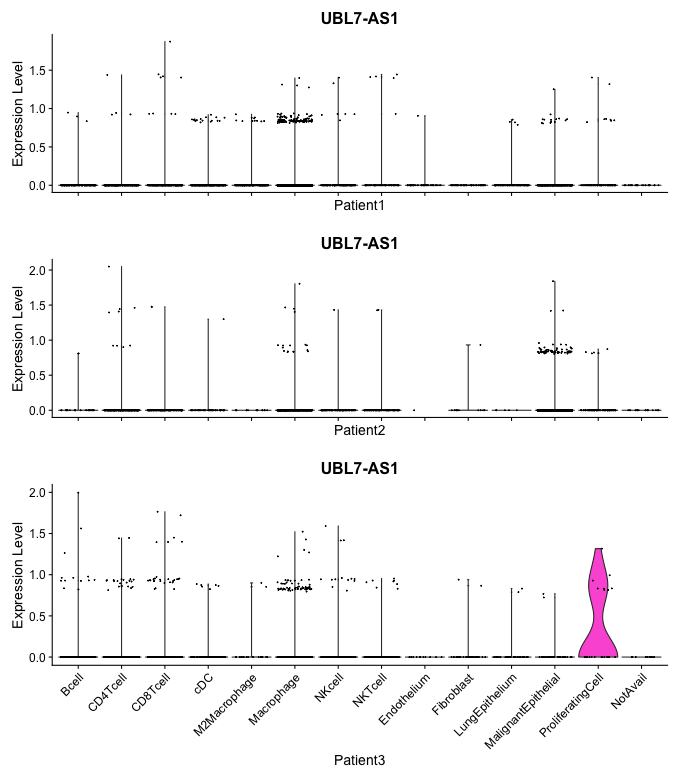 UBL7-AS1
Expression Level
1.5
1.0
0.5
0.0
Patient1
UBL7-AS1
Expression Level
2.0
1.5
1.0
0.5
0.0
Patient2
UBL7-AS1
Expression Level
2.0
1.5
1.0
0.5
0.0
Bcell
CD4Tcell
CD8Tcell
cDC
M2Macrophage
Macrophage
NKcell
NKTcell
Endothelium
Fibroblast
LungEpithelium
MalignantEpithelial
ProliferatingCell
NotAvail
Patient3